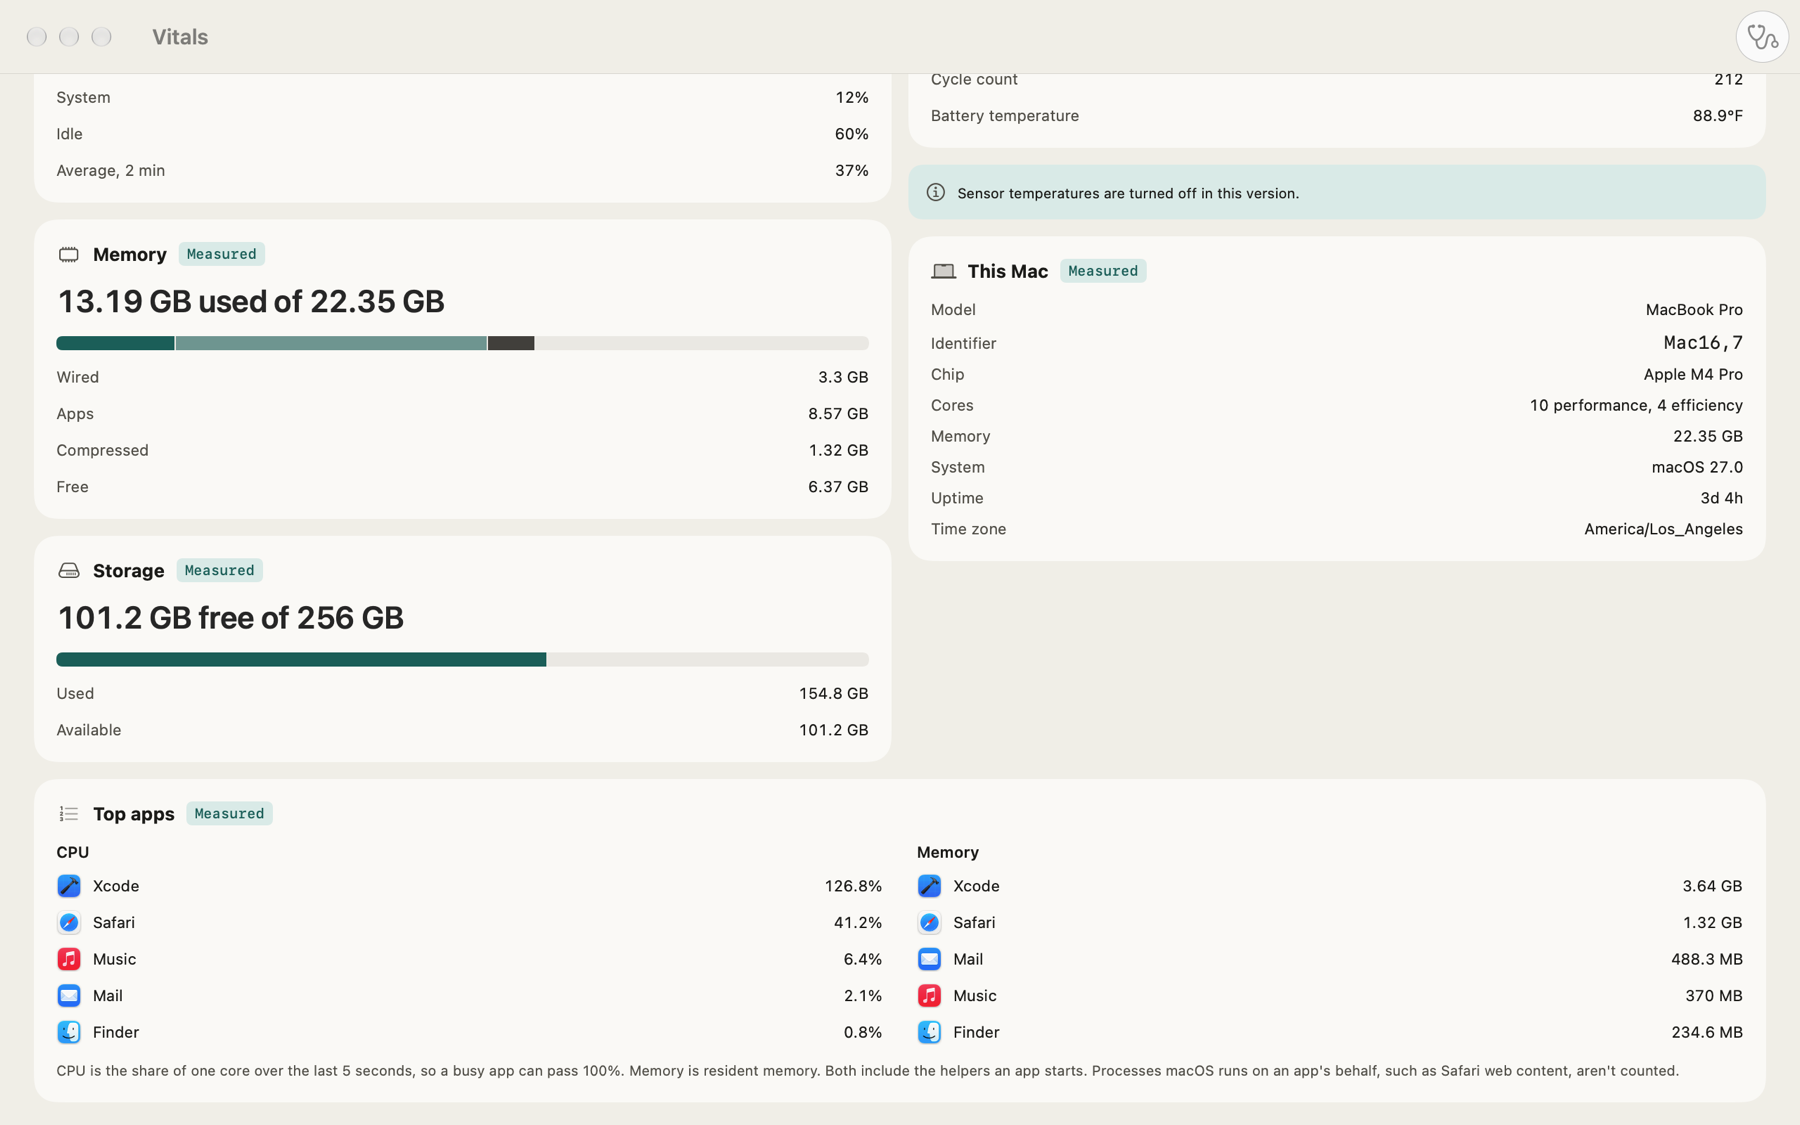 Vitals
System 12%
Idle 60%
Average, 2 min 37%
Cycle count 212
Battery temperature 88.9°F
Sensor temperatures are turned off in this version.
Memory Measured
13.19 GB used of 22.35 GB
Wired 3.3 GB
Apps 8.57 GB
Compressed 1.32 GB
Free 6.37 GB
This Mac Measured
Model MacBook Pro
Identifier Mac16,7
Chip Apple M4 Pro
Cores 10 performance, 4 efficiency
Memory 22.35 GB
System macOS 27.0
Uptime 3d 4h
Time zone America/Los_Angeles
Storage Measured
101.2 GB free of 256 GB
Used 154.8 GB
Available 101.2 GB
Top apps Measured
CPU
Xcode 126.8%
Safari 41.2%
Music 6.4%
Mail 2.1%
Finder 0.8%
Memory
Xcode 3.64 GB
Safari 1.32 GB
Mail 488.3 MB
Music 370 MB
Finder 234.6 MB
CPU is the share of one core over the last 5 seconds, so a busy app can pass 100%. Memory is resident memory. Both include the helpers an app starts. Processes macOS runs on an app's behalf, such as Safari web content, aren't counted.